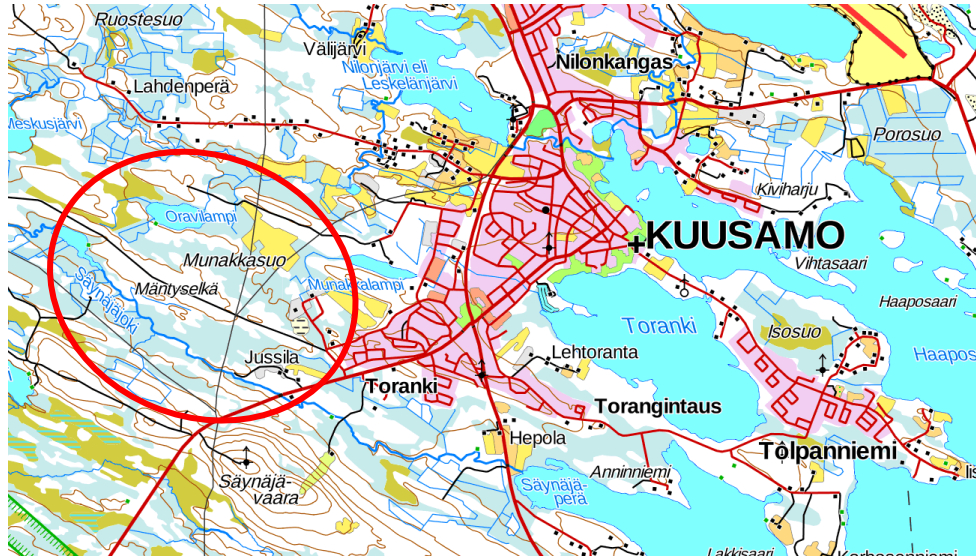 Ruostesuo
Välijärvi
Nilonjärvi eli
Leskelänjärvi
Nilonkangas
Lahdenperä
Meskusjärvi
Porosuo
Kiviharju
Oravilampi
KUUSAMO
Munakkasuo
Vihtasaari
Mäntyselkä
Munakkalampi
Säynäjäjoki
Haaposaari
Toranki
Isosuo
Haapos
Jussila
Lehtoranta
Toranki
Torangintaus
Hepola
Tolpanniemi
Anninniemi
Säynäjä-
vaara
Säynäjä-
perä
Lakkisaari